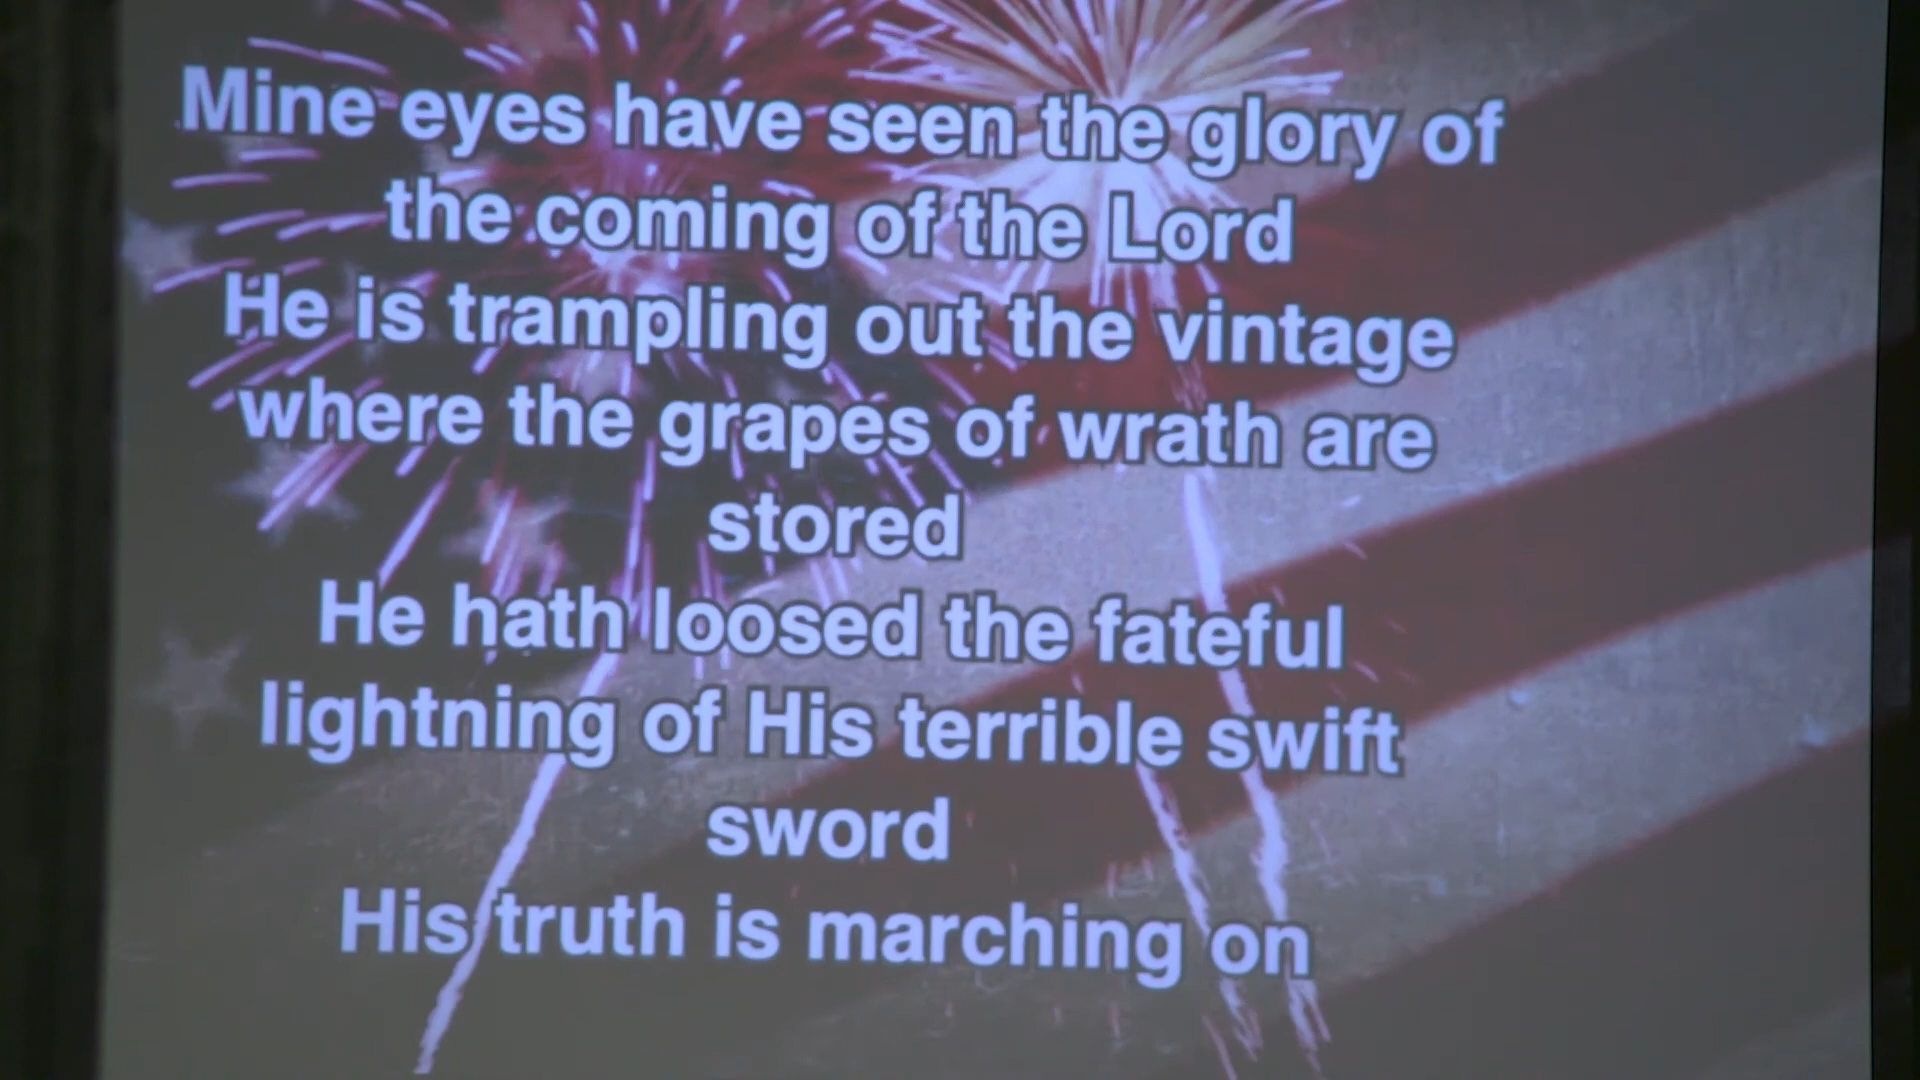 Mine eyes have seen the glory of
the coming of the Lord
He is trampling out the vintage
where the grapes of wrath are
stored
He hath loosed the fateful
lightning of His terrible swift
sword
His truth is marching on